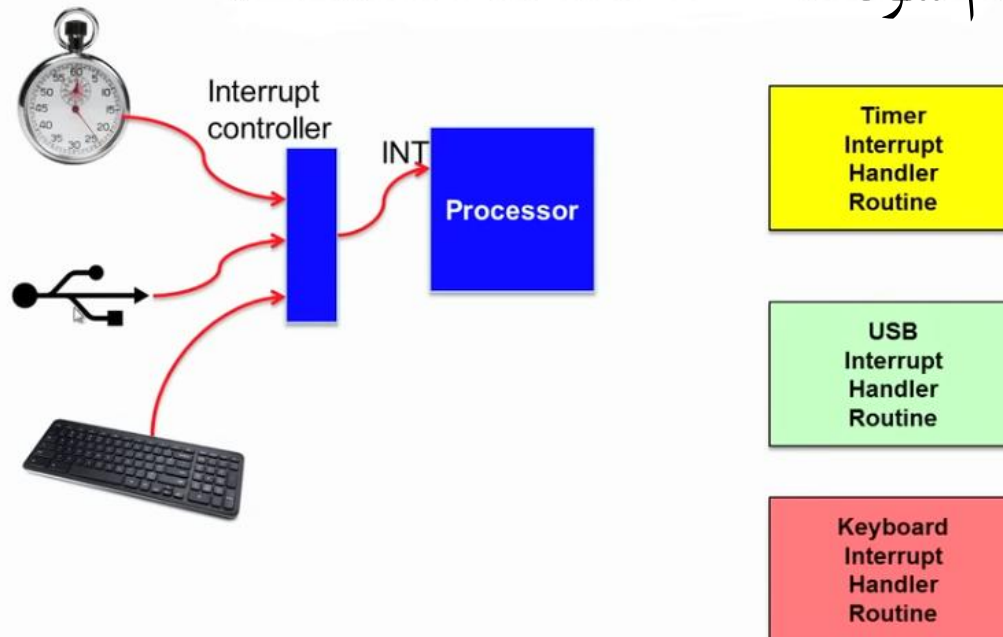 Interrupt
controller
INT
Processor
Timer
Interrupt
Handler
Routine
USB
Interrupt
Handler
Routine
Keyboard
Interrupt
Handler
Routine